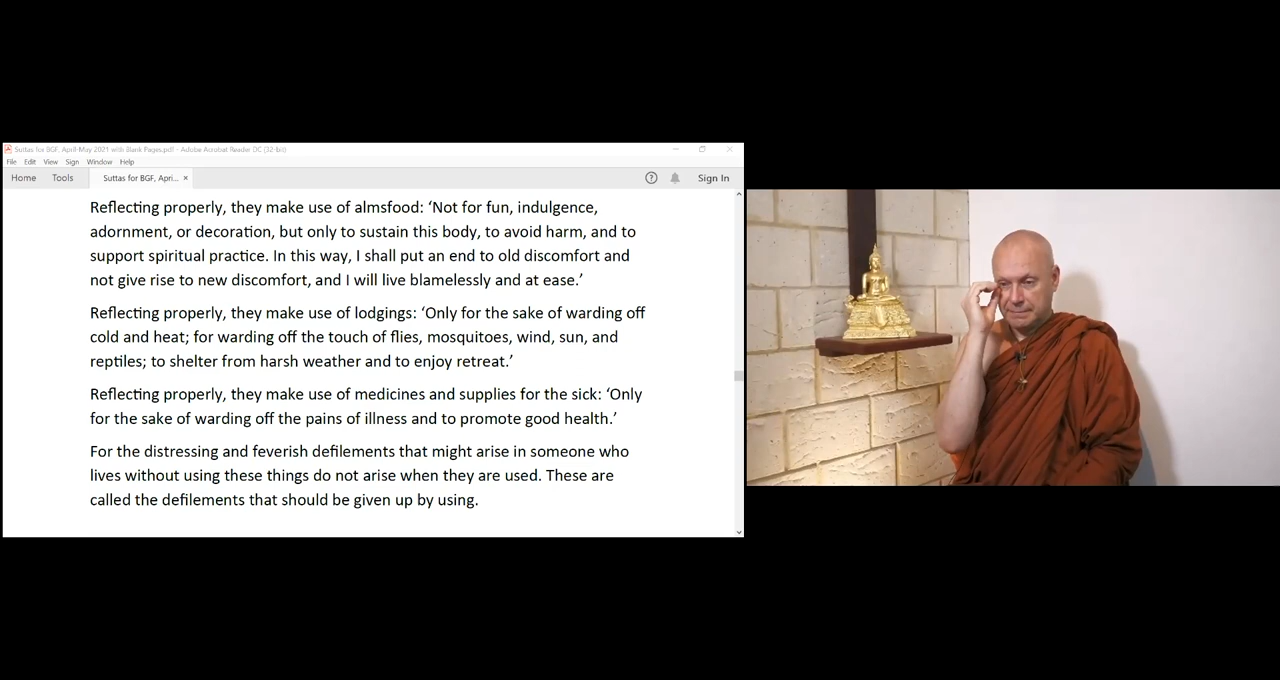 Suttas for BGF, April-May 2021 with Blank Pages.pdf - Adobe Acrobat Reader DC (32-bit)
File Edit View Sign Window Help
Home Tools Suttas for BGF, Apri... × Sign In
Reflecting properly, they make use of almsfood: ‘Not for fun, indulgence,
adornment, or decoration, but only to sustain this body, to avoid harm, and to
support spiritual practice. In this way, I shall put an end to old discomfort and
not give rise to new discomfort, and I will live blamelessly and at ease.’
Reflecting properly, they make use of lodgings: ‘Only for the sake of warding off
cold and heat; for warding off the touch of flies, mosquitoes, wind, sun, and
reptiles; to shelter from harsh weather and to enjoy retreat.’
Reflecting properly, they make use of medicines and supplies for the sick: ‘Only
for the sake of warding off the pains of illness and to promote good health.’
For the distressing and feverish defilements that might arise in someone who
lives without using these things do not arise when they are used. These are
called the defilements that should be given up by using.